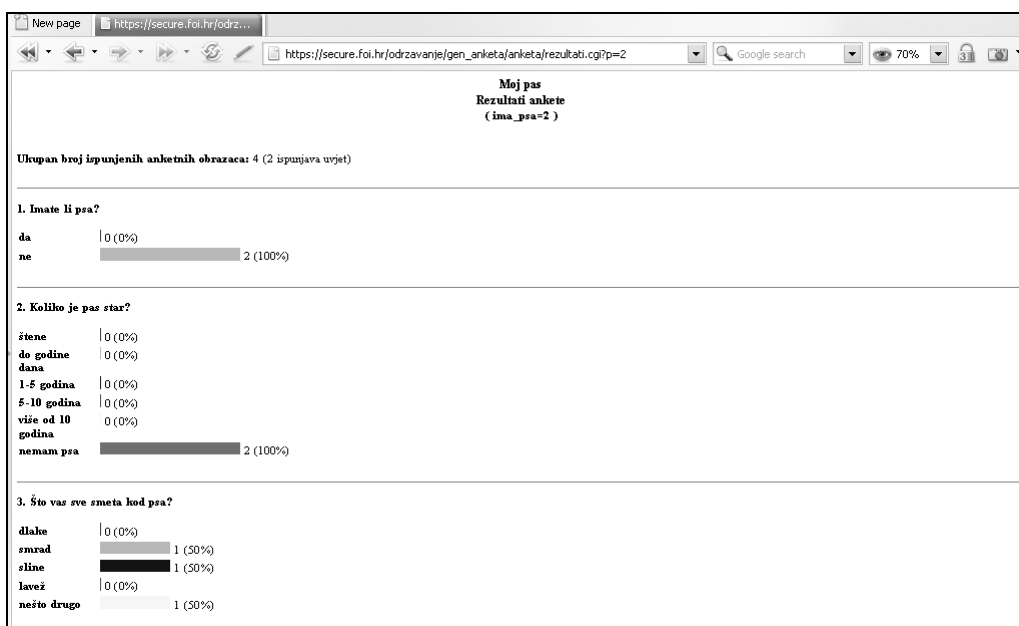 New page
https://secure.foi.hr/odrz...
https://secure.foi.hr/odrzavanje/gen_anketa/anketa/rezultati.cgi?p=2
Google search
70%
31
Moj pas
Rezultati ankete
( ima_psa=2 )
Ukupan broj ispunjenih anketnih obrazaca: 4 (2 ispunjava uvjet)
1. Imate li psa?
da 0 (0%)
ne 2 (100%)
2. Koliko je pas star?
štene 0 (0%)
do godine
dana 0 (0%)
1-5 godina 0 (0%)
5-10 godina 0 (0%)
više od 10
godina 0 (0%)
nemam psa 2 (100%)
3. Što vas sve smeta kod psa?
dlake 0 (0%)
smrad 1 (50%)
sline 1 (50%)
lavež 0 (0%)
nešto drugo 1 (50%)